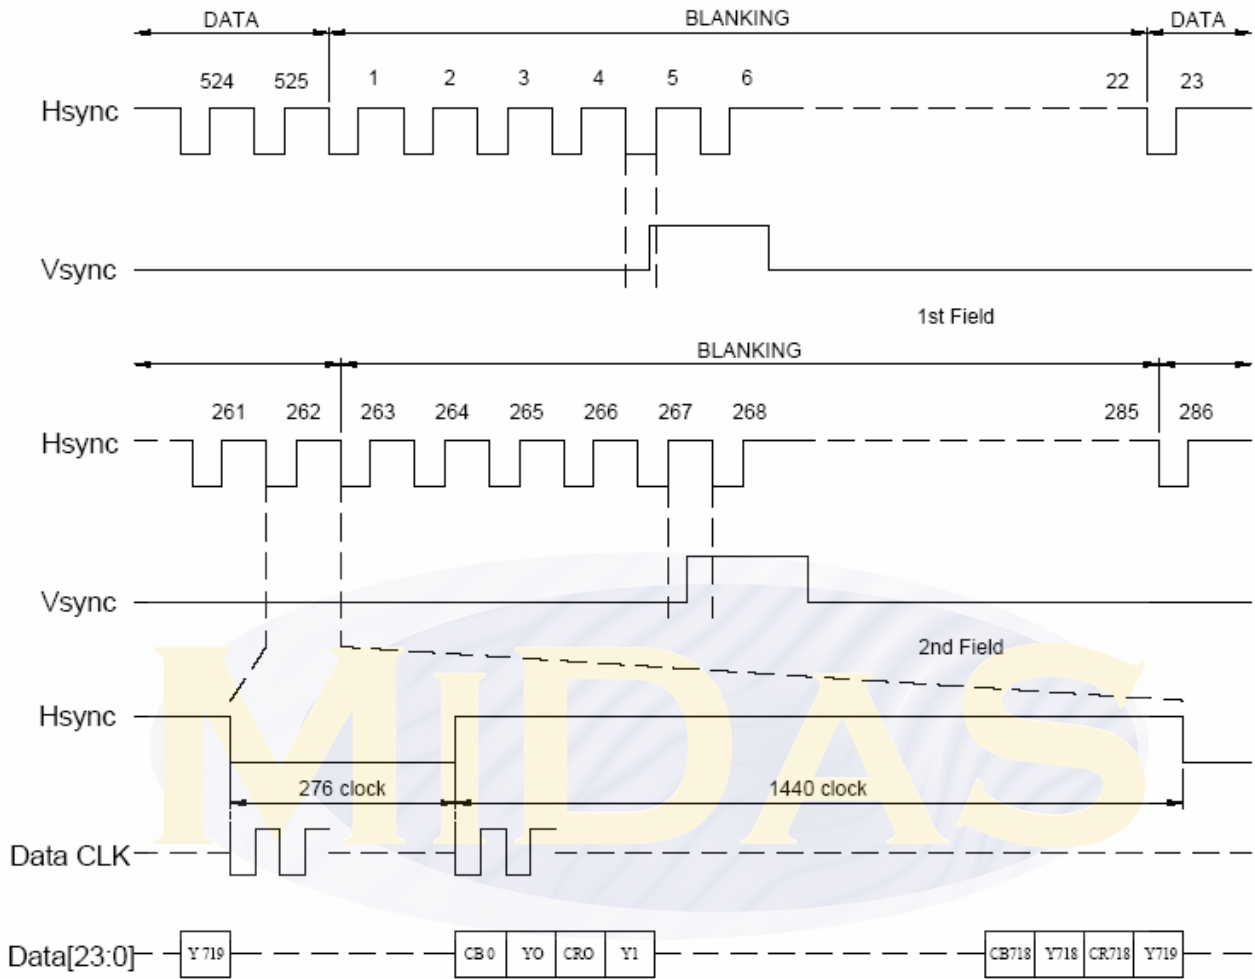 DATA BLANKING DATA
524 525 1 2 3 4 5 6 22 23
Hsync
Vsync
1st Field
BLANKING
261 262 263 264 265 266 267 268 285 286
Hsync
Vsync
2nd Field
MIDAS
Hsync
276 clock 1440 clock
Data CLK
Data[23:0] Y719 CB0 Y0 CR0 Y1 CB718 Y718 CR718 Y719